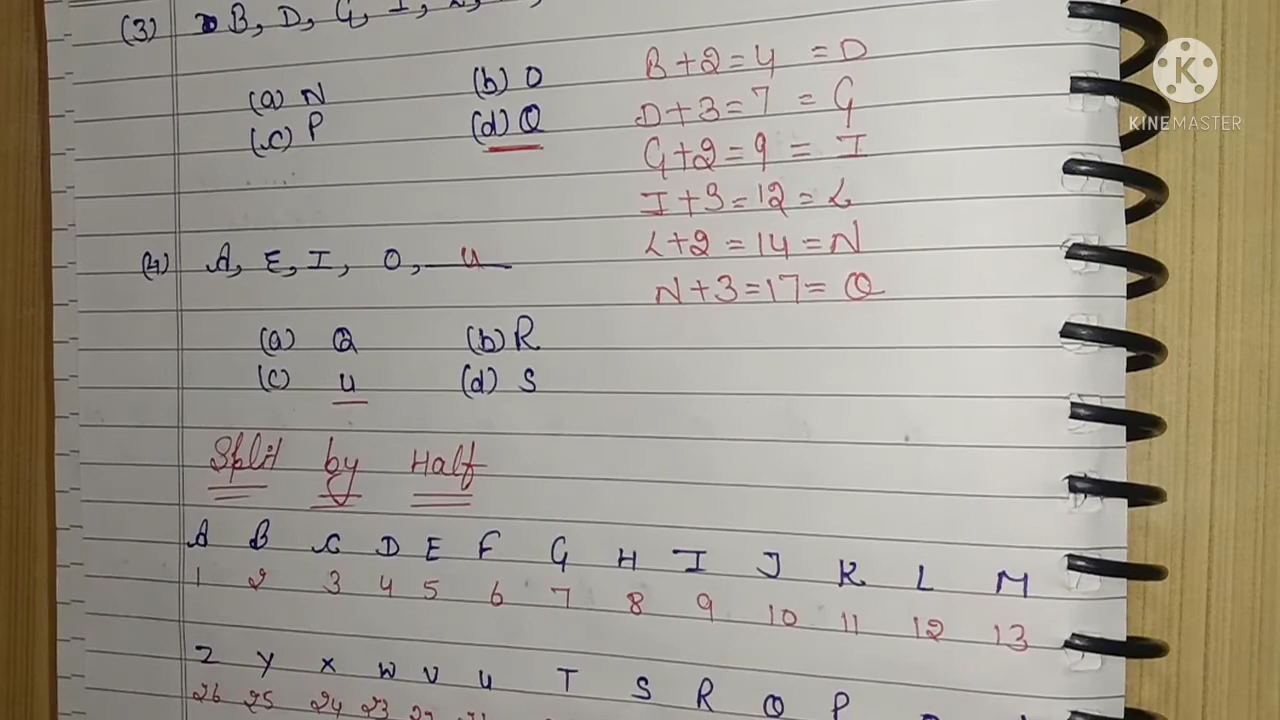 (3) B, D, G, I, L,
(a) N (b) O
(c) P (d) Q
B+2=4 = D
D+3=7 = G
G+2=9 = I
I+3=12=L
L+2=14=N
N+3=17= Q
KINEMASTER
(4) A, E, I, O, U
(a) Q (b) R
(c) U (d) S
Split by Half
A B C D E F G H I J K L M
1 2 3 4 5 6 7 8 9 10 11 12 13
Z Y X W V U T S R Q P
26 25 24 23